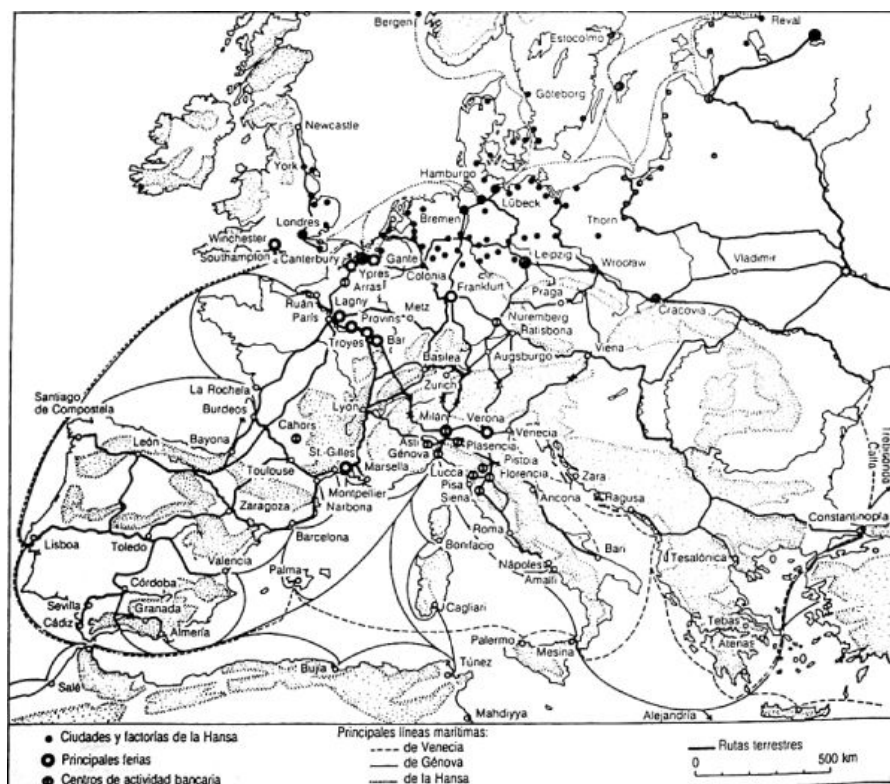 Bergen
Estocolmo
Reval
Göteborg
Newcastle
York
Hamburgo
Lübeck
Bremen
Thorn
Londres
Winchester
Southampton
Canterbury
Gante
Ypres
Colonia
Leipzig
Wrocław
Vladimir
Arras
Frankfurt
Praga
Cracovia
Ruán
Lagny
Metz
París
Provins
Nuremberg
Ratisbona
Troyes
Bar
Viena
Augsburgo
Basilea
Zurich
La Rochela
Santiago
de Compostela
Burdeos
Lyon
Milán
Verona
Venecia
Cahors
León
Bayona
St. Gilles
Asti
Plasencia
Génova
Toulouse
Marsella
Pistoia
Lucca
Florencia
Zara
Montpellier
Pisa
Narbona
Siena
Ancona
Ragusa
Zaragoza
Trebisonda
Caffa
Constantinopla
Lisboa
Toledo
Barcelona
Roma
Bonifacio
Bari
Tesalónica
Valencia
Palma
Nápoles
Amalfi
Córdoba
Sevilla
Granada
Cagliari
Cádiz
Almería
Tebas
Atenas
Palermo
Mesina
Bujía
Túnez
Salé
Mahdiyya
Alejandría
Ciudades y factorías de la Hansa
Principales ferias
Centros de actividad bancaria
Principales líneas marítimas:
de Venecia
de Génova
de la Hansa
Rutas terrestres
0 500 km